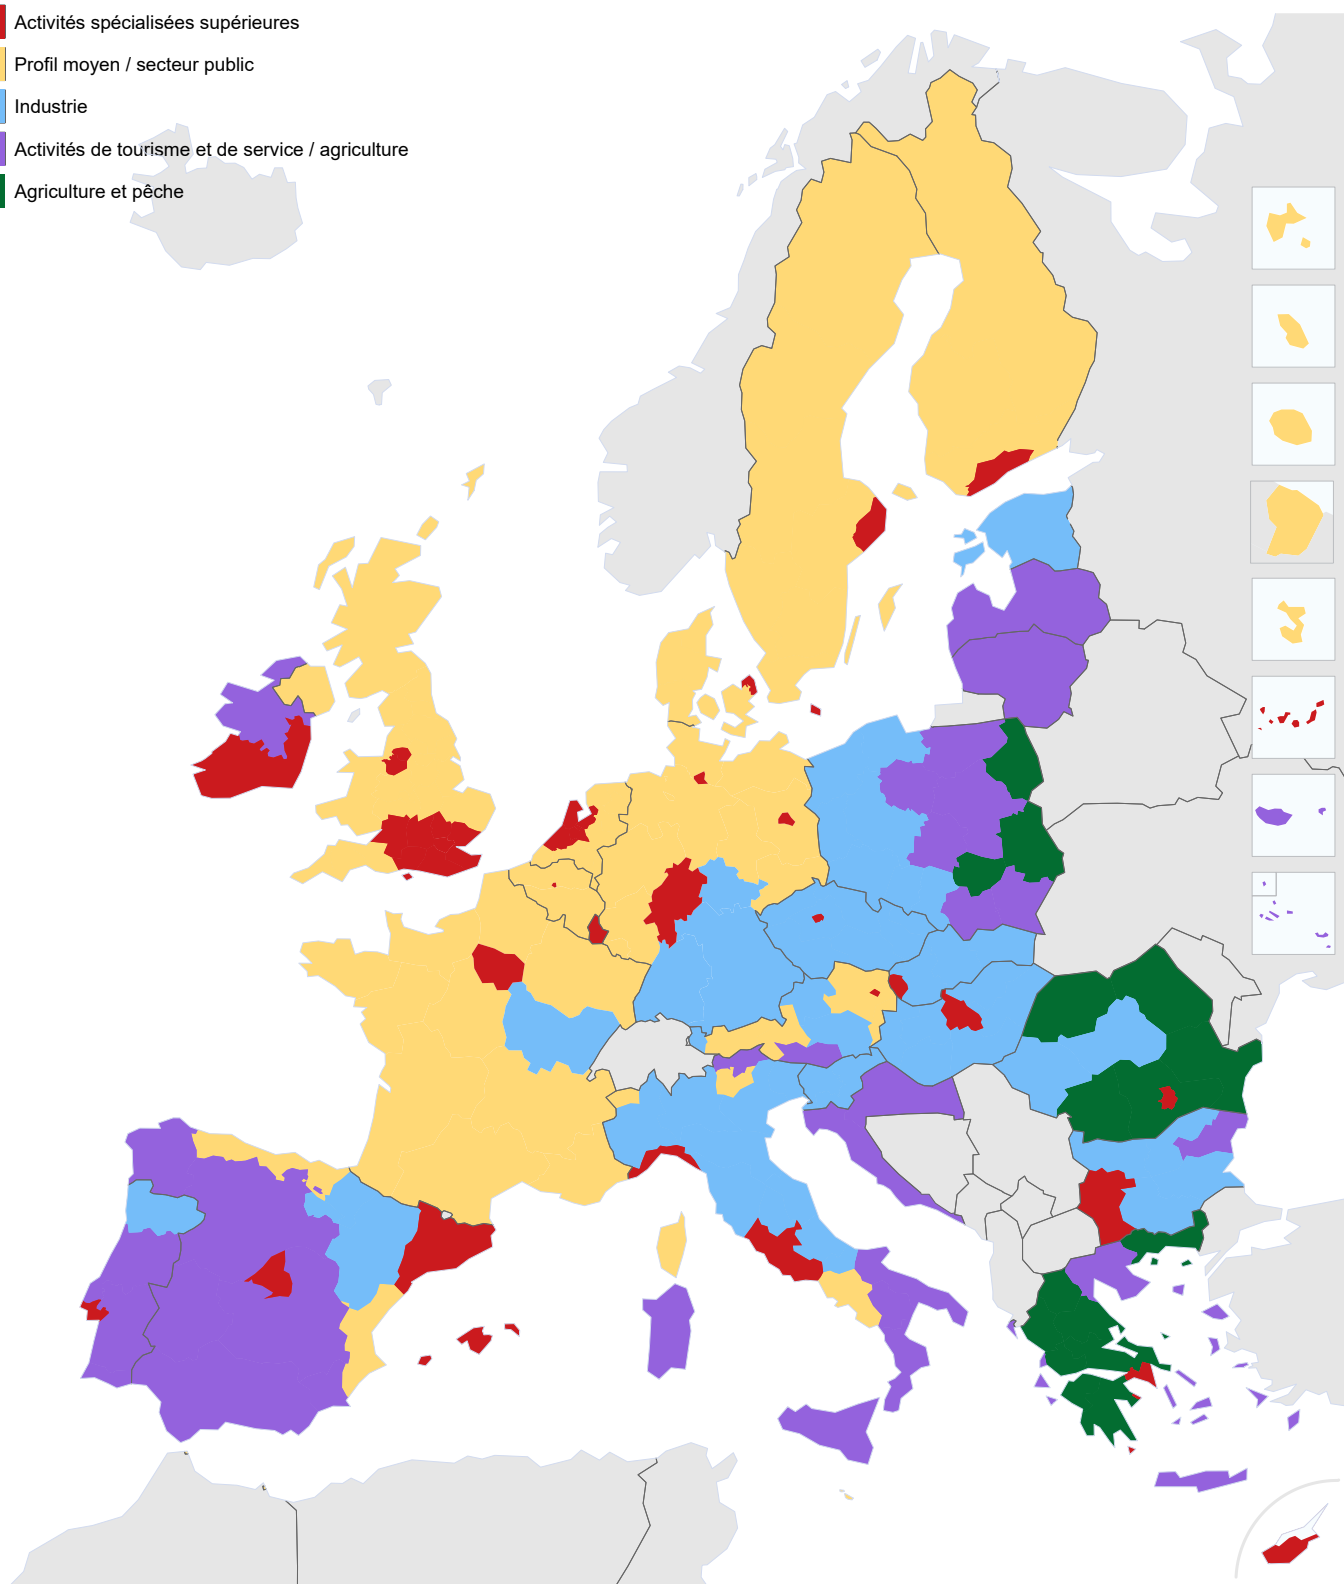 Activités spécialisées supérieures
Profil moyen / secteur public
Industrie
Activités de tourisme et de service / agriculture
Agriculture et pêche